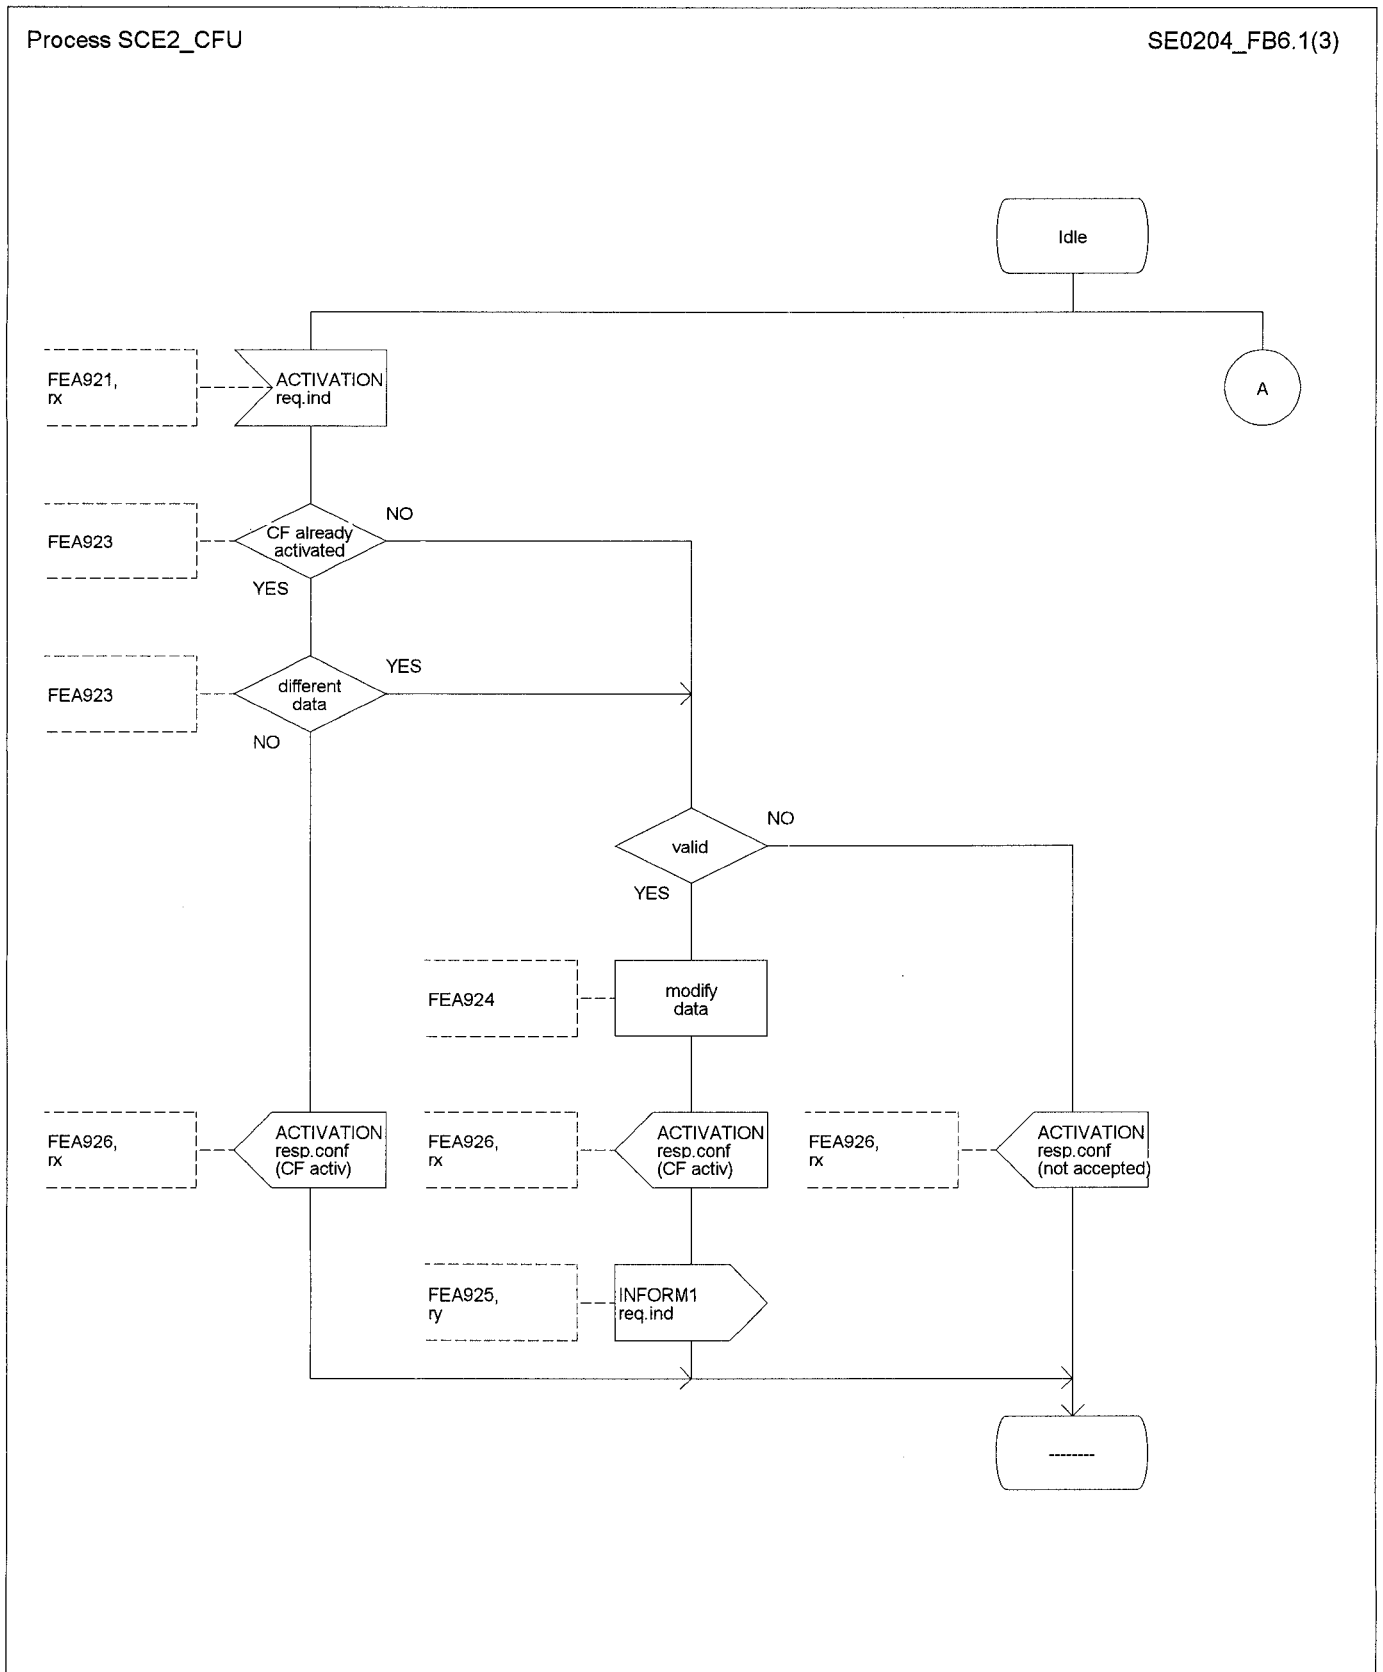 Process SCE2_CFU
SE0204_FB6.1(3)
Idle
FEA921,
rx
ACTIVATION
req.ind
A
FEA923
CF already
activated
NO
YES
FEA923
different
data
YES
NO
valid
NO
YES
FEA924
modify
data
FEA926,
rx
ACTIVATION
resp.conf
(CF activ)
FEA926,
rx
ACTIVATION
resp.conf
(CF activ)
FEA926,
rx
ACTIVATION
resp.conf
(not accepted)
FEA925,
ry
INFORM1
req.ind
--------